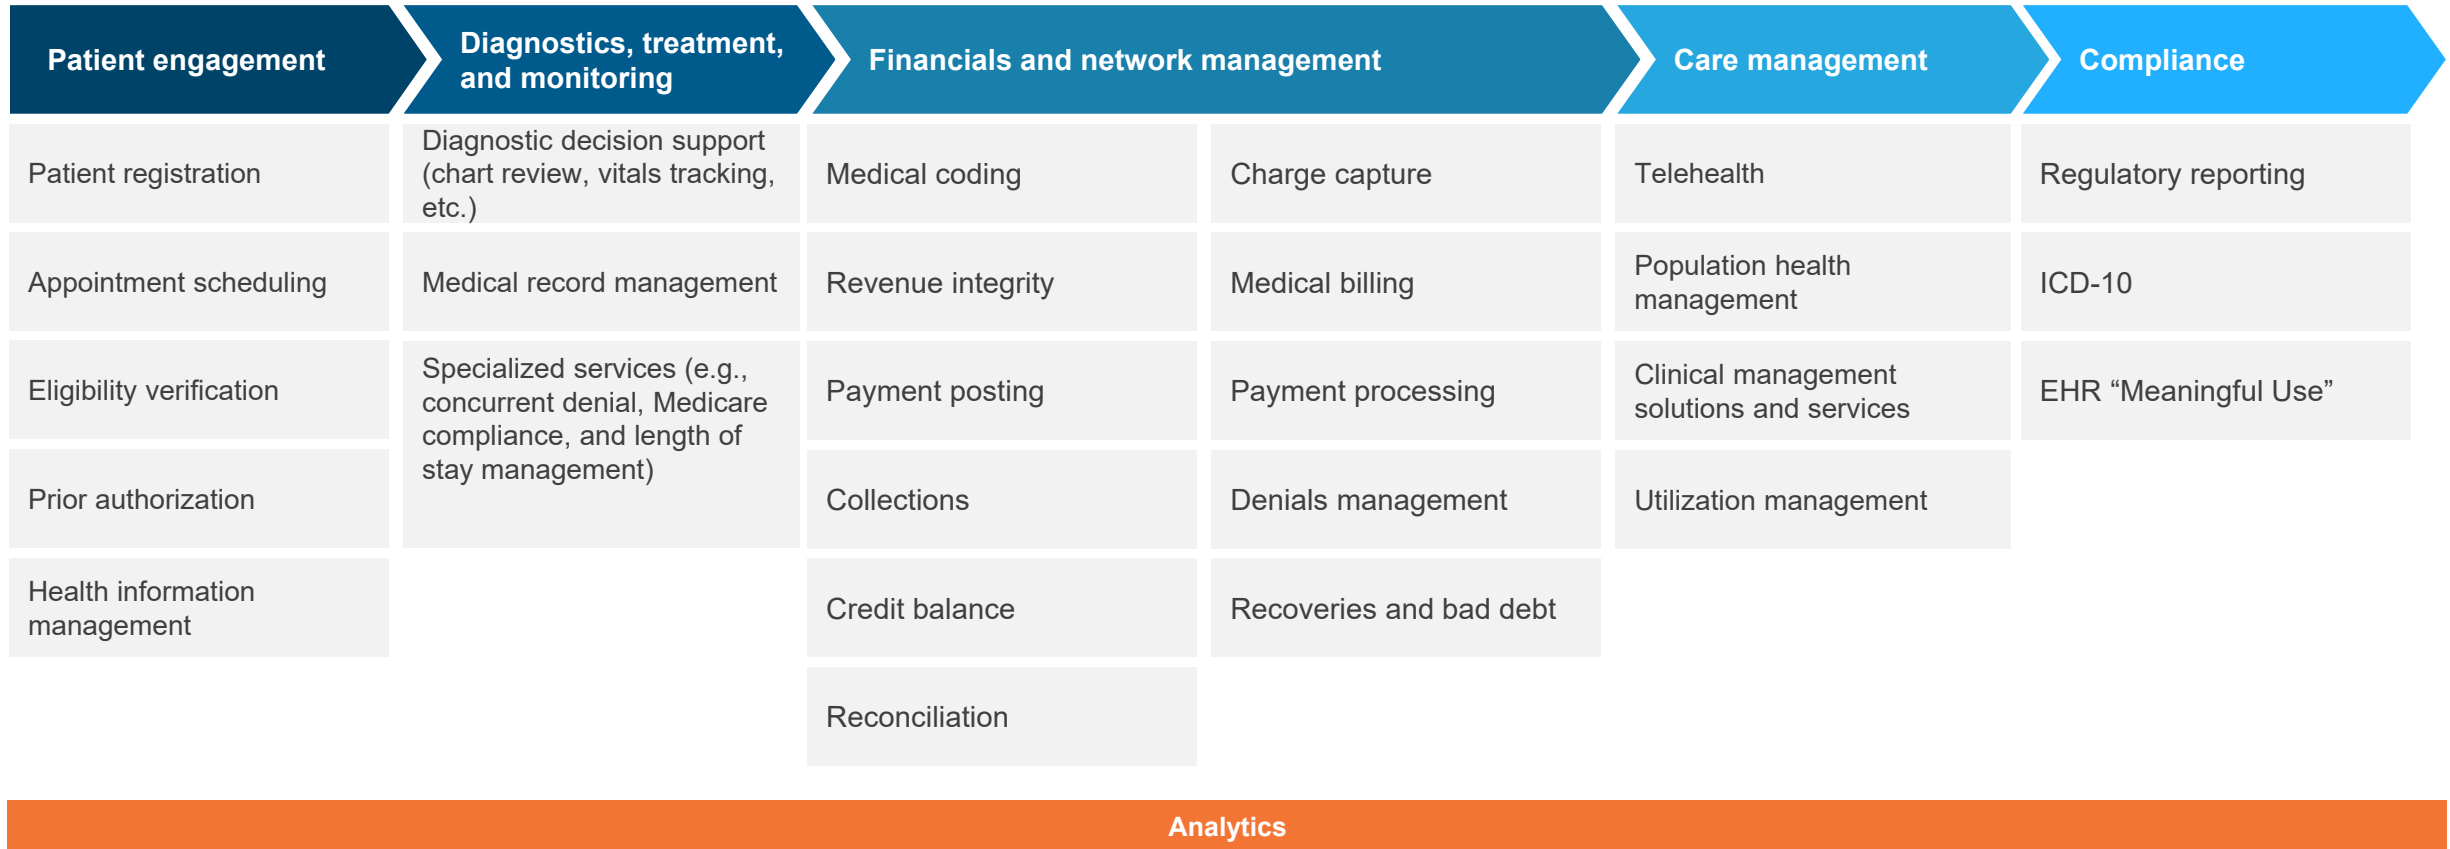 Patient engagement
Diagnostics, treatment,
and monitoring
Financials and network management
Care management
Compliance
Patient registration
Appointment scheduling
Eligibility verification
Prior authorization
Health information
management
Diagnostic decision support
(chart review, vitals tracking,
etc.)
Medical record management
Specialized services (e.g.,
concurrent denial, Medicare
compliance, and length of
stay management)
Medical coding
Revenue integrity
Payment posting
Collections
Credit balance
Reconciliation
Charge capture
Medical billing
Payment processing
Denials management
Recoveries and bad debt
Telehealth
Population health
management
Clinical management
solutions and services
Utilization management
Regulatory reporting
ICD-10
EHR “Meaningful Use”
Analytics